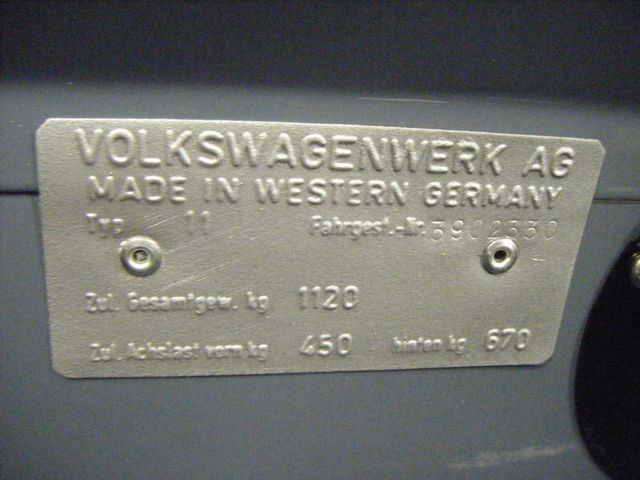 VOLKSWAGENWERK AG
MADE IN WESTERN GERMANY
Typ 11 Fahrgest.-Nr. 3902330
Zul. Gesamtgew. kg 1120
Zul. Achslast vorn kg 450 hinten kg 670